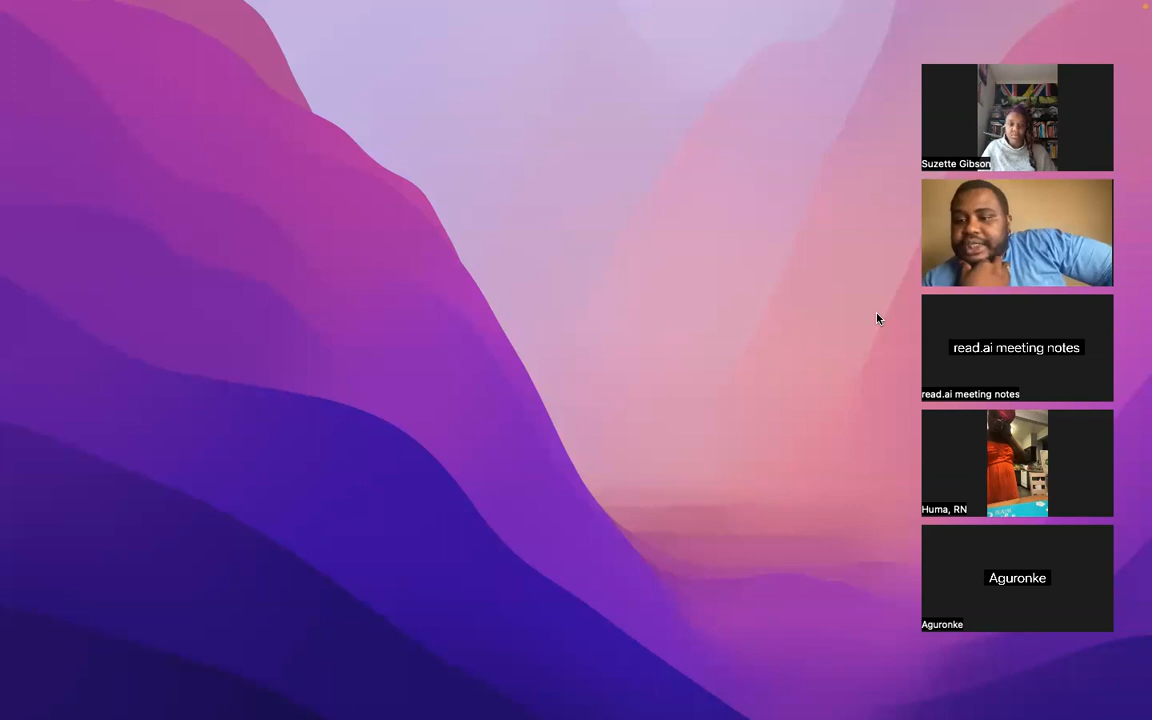 Suzette Gibson
read.ai meeting notes
read.ai meeting notes
Huma, RN
Aguronke
Aguronke